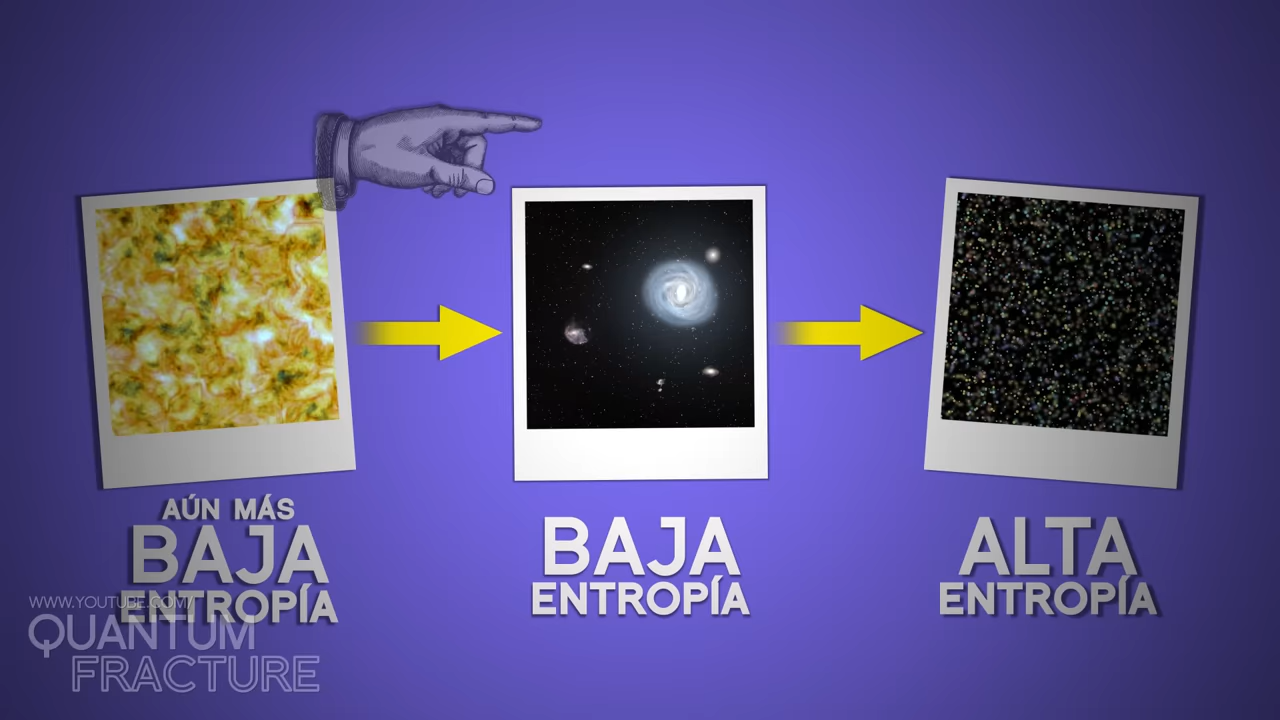 AÚN MÁS
BAJA
ENTROPÍA
BAJA
ENTROPÍA
ALTA
ENTROPÍA
WWW.YOUTUBE.COM/
QUANTUM
FRACTURE